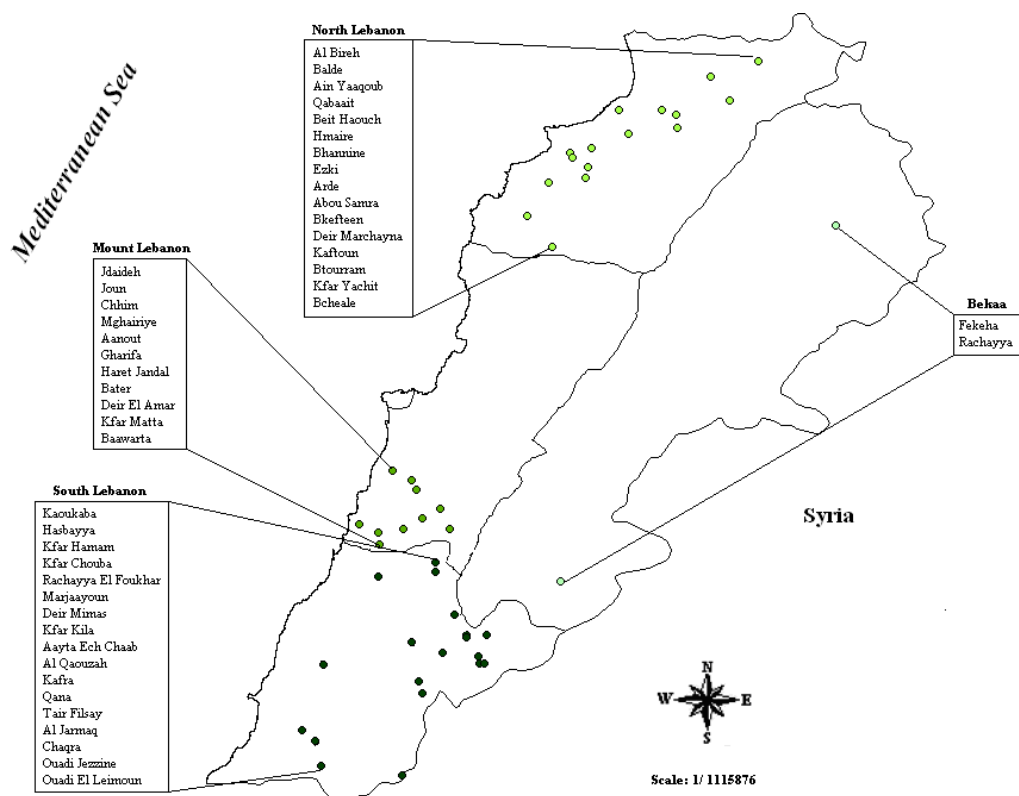 North Lebanon
Al Bireh
Balde
Ain Yaaqoub
Qabaait
Beit Haouch
Hmaire
Bhannine
Ezki
Arde
Abou Samra
Bkefteen
Deir Marchayna
Kaftoun
Btourram
Kfar Yachit
Bcheale
Mediterranean Sea
Mount Lebanon
Jdaideh
Joun
Chhim
Mghairiye
Aanout
Gharifa
Haret Jandal
Bater
Deir El Amar
Kfar Matta
Baawarta
Bekaa
Fekeha
Rachayya
South Lebanon
Kaoukaba
Hasbayya
Kfar Hamam
Kfar Chouba
Rachayya El Foukhar
Marjaayoun
Deir Mimas
Kfar Kila
Aayta Ech Chaab
Al Qaouzah
Kafra
Qana
Tair Filsay
Al Jarmaq
Chaqra
Ouadi Jezzine
Ouadi El Leimoun
Syria
N
W E
S
Scale: 1/ 1115876